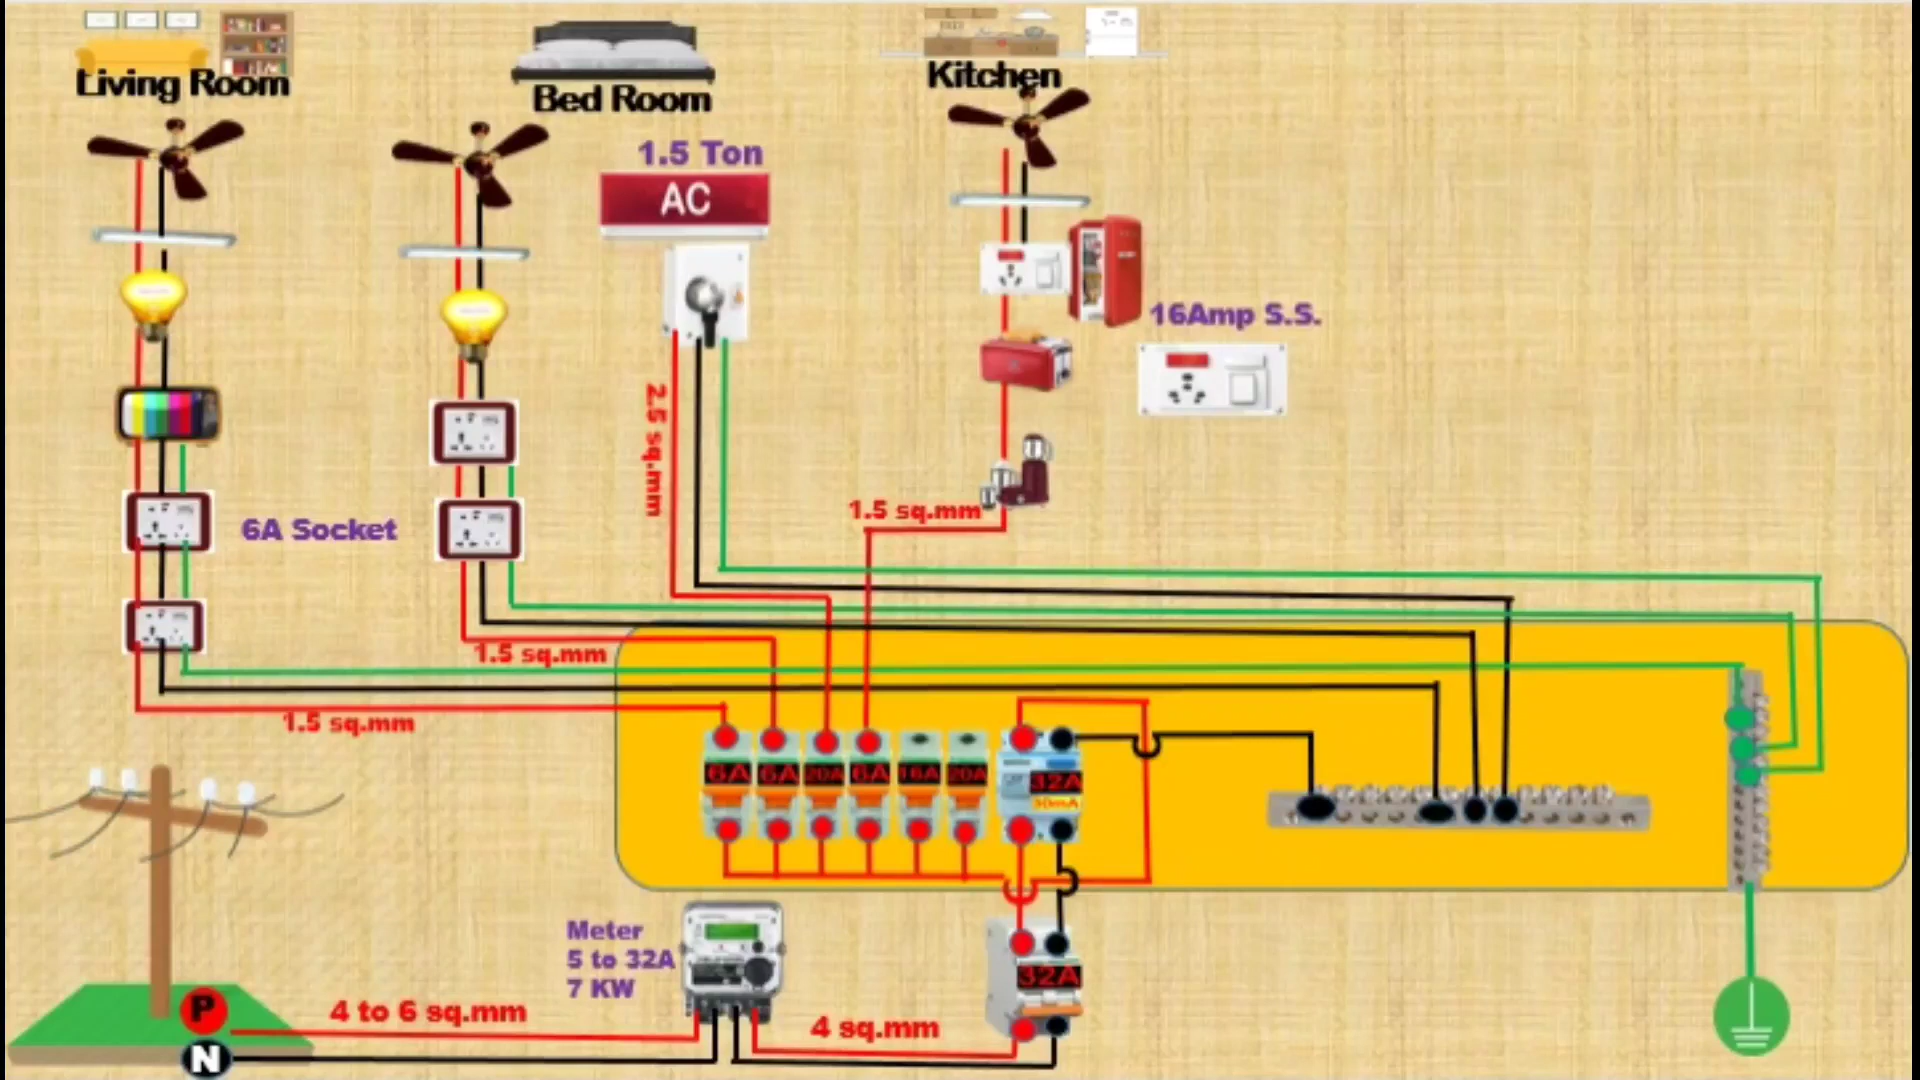 Living Room
Bed Room
Kitchen
1.5 Ton
AC
16Amp S.S.
2.5 sq.mm
1.5 sq.mm
6A Socket
1.5 sq.mm
1.5 sq.mm
6A
6A
20A
6A
16A
20A
32A
30mA
Meter
5 to 32A
7 KW
32A
P
4 to 6 sq.mm
4 sq.mm
N